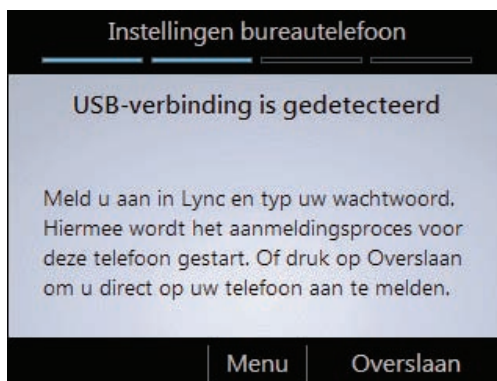 Instellingen bureautelefoon
USB-verbinding is gedetecteerd
Meld u aan in Lync en typ uw wachtwoord.
Hiermee wordt het aanmeldingsproces voor
deze telefoon gestart. Of druk op Overslaan
om u direct op uw telefoon aan te melden.
Menu Overslaan